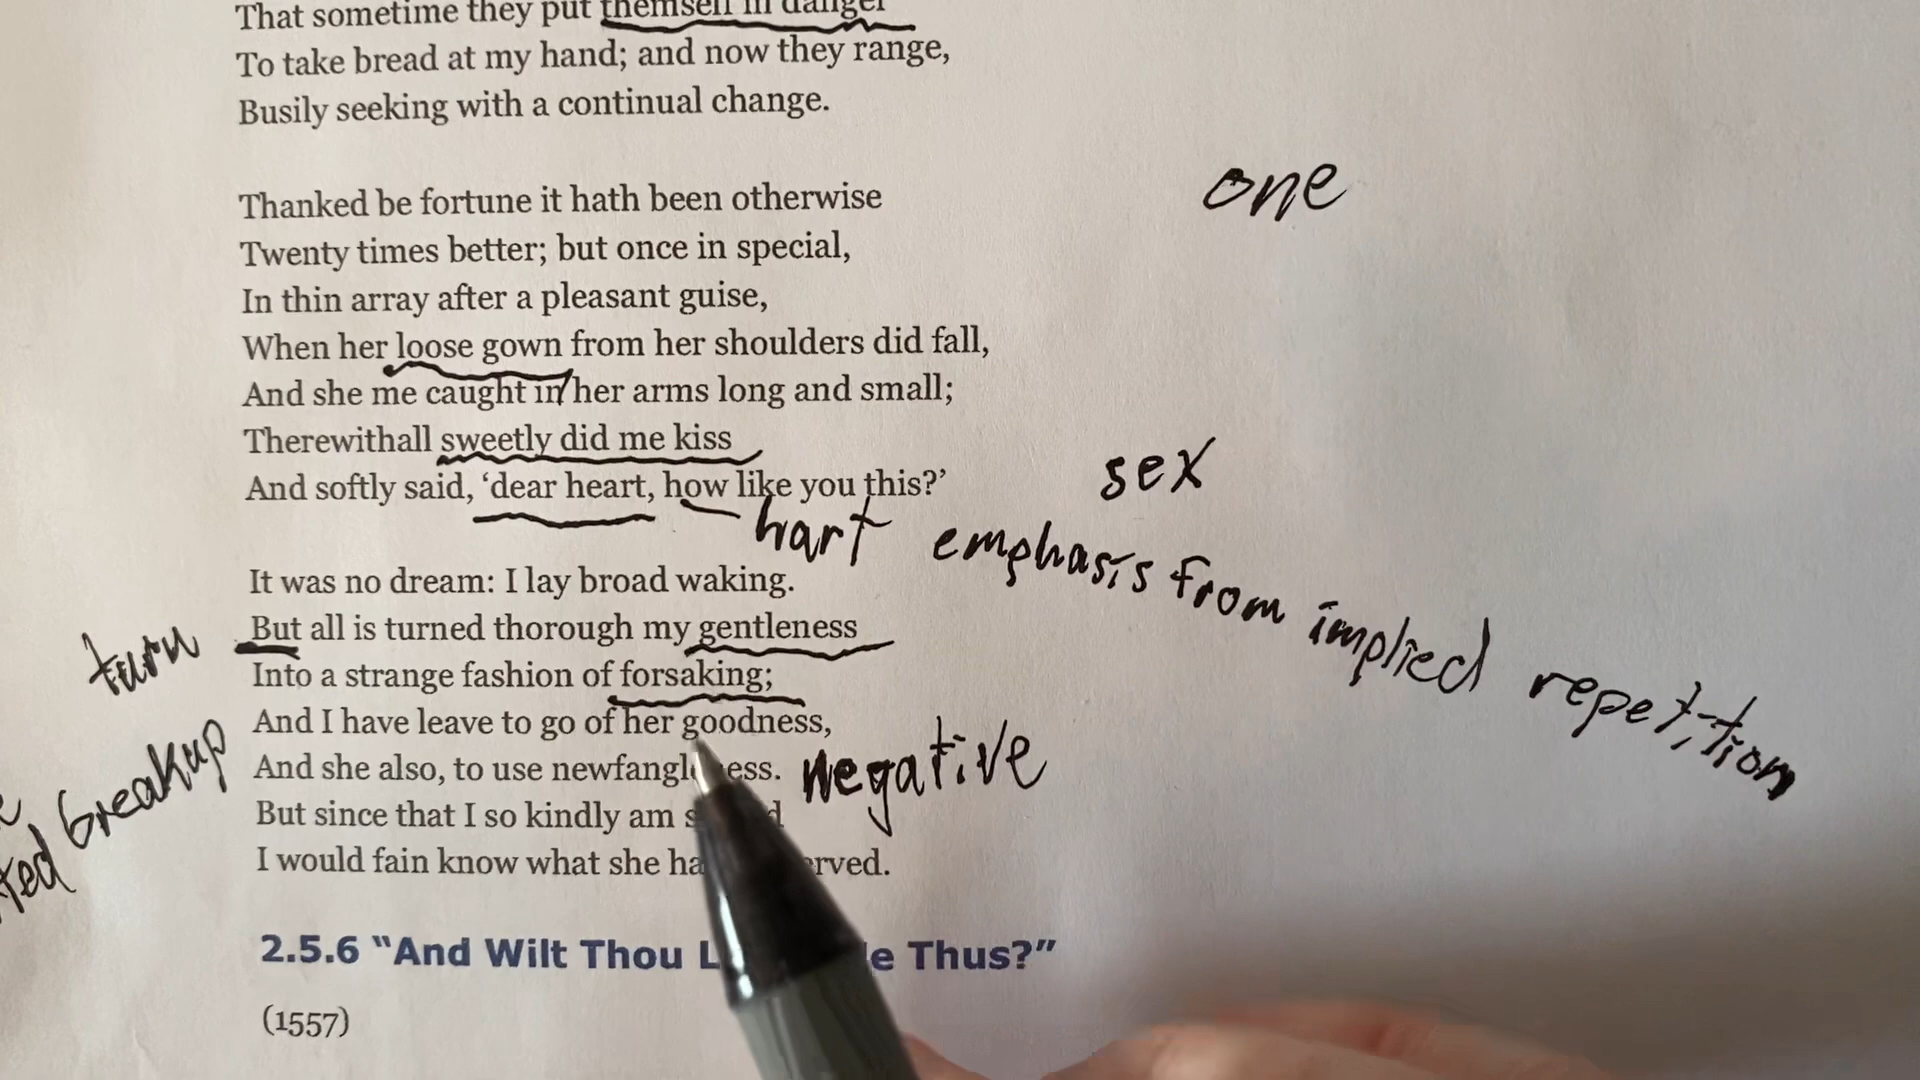 That sometime they put themself in danger
To take bread at my hand; and now they range,
Busily seeking with a continual change.
Thanked be fortune it hath been otherwise
one
Twenty times better; but once in special,
In thin array after a pleasant guise,
When her loose gown from her shoulders did fall,
And she me caught in her arms long and small;
Therewithall sweetly did me kiss
And softly said, ‘dear heart, how like you this?’
sex
hart emphasis from implied repetition
It was no dream: I lay broad waking.
But all is turned thorough my gentleness
turn
Into a strange fashion of forsaking;
And I have leave to go of her goodness,
And she also, to use newfangl ess.
negative
breakup
But since that I so kindly am
I would fain know what she
2.5.6 “And Wilt Thou Thus?”
(1557)